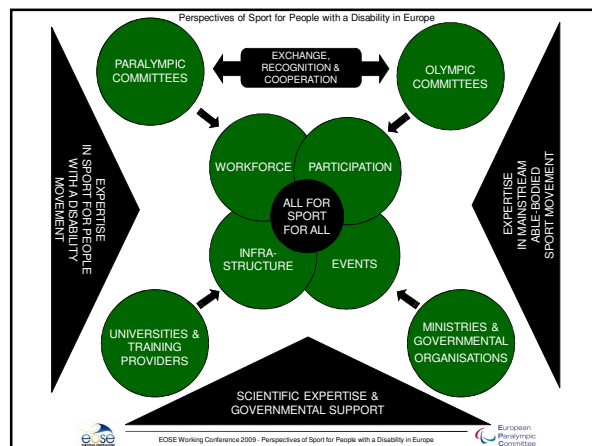 Perspectives of Sport for People with a Disability in Europe
PARALYMPIC
COMMITTEES
EXCHANGE,
RECOGNITION &
COOPERATION
OLYMPIC
COMMITTEES
EXPERTISE
IN SPORT FOR PEOPLE
WITH A DISABILITY
MOVEMENT
WORKFORCE
PARTICIPATION
ALL FOR
SPORT
FOR ALL
INFRA-
STRUCTURE
EVENTS
EXPERTISE
IN MAINSTREAM
ABLE-BODIED
SPORT MOVEMENT
UNIVERSITIES &
TRAINING
PROVIDERS
MINISTRIES &
GOVERNMENTAL
ORGANISATIONS
SCIENTIFIC EXPERTISE &
GOVERNMENTAL SUPPORT
eose
EOSE Working Conference 2009 - Perspectives of Sport for People with a Disability in Europe
European
Paralympic
Committee